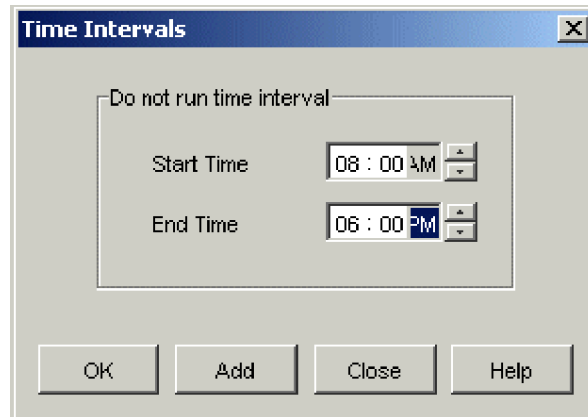 Time Intervals
Do not run time interval
Start Time 08 : 00 AM
End Time 06 : 00 PM
OK Add Close Help